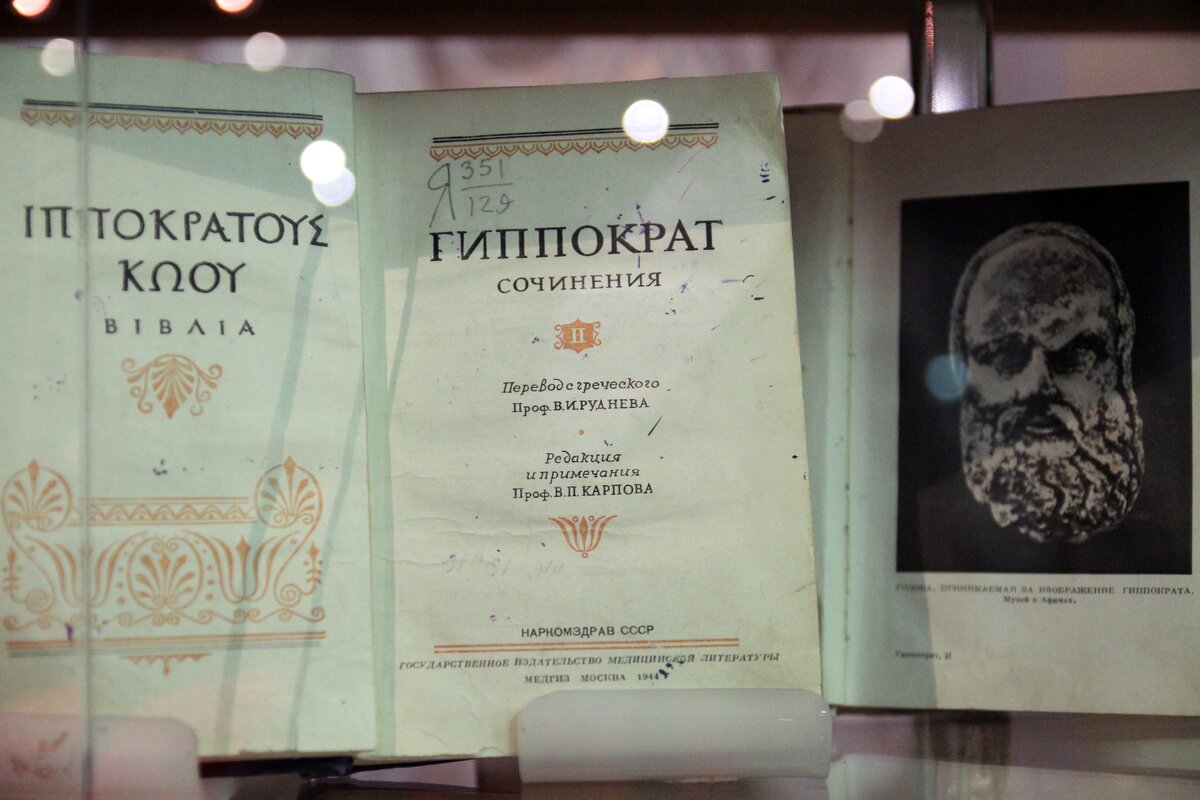 ΙΠΠΟΚΡΑΤΟΥΣ
ΚΩΟΥ
ΒΙΒΛΙΑ
Я 351
129
ГИППОКРАТ
СОЧИНЕНИЯ
II
Перевод с греческого
Проф. В.И.РУДНЕВА
Редакция
и примечания
Проф. В.П.КАРПОВА
НАРКОМЗДРАВ СССР
ГОСУДАРСТВЕННОЕ ИЗДАТЕЛЬСТВО МЕДИЦИНСКОЙ ЛИТЕРАТУРЫ
МЕДГИЗ МОСКВА 1944
ГОЛОВА, ПРИНИМАЕМАЯ ЗА ИЗОБРАЖЕНИЕ ГИППОКРАТА.
Музей в Афинах.
Гиппократ, II